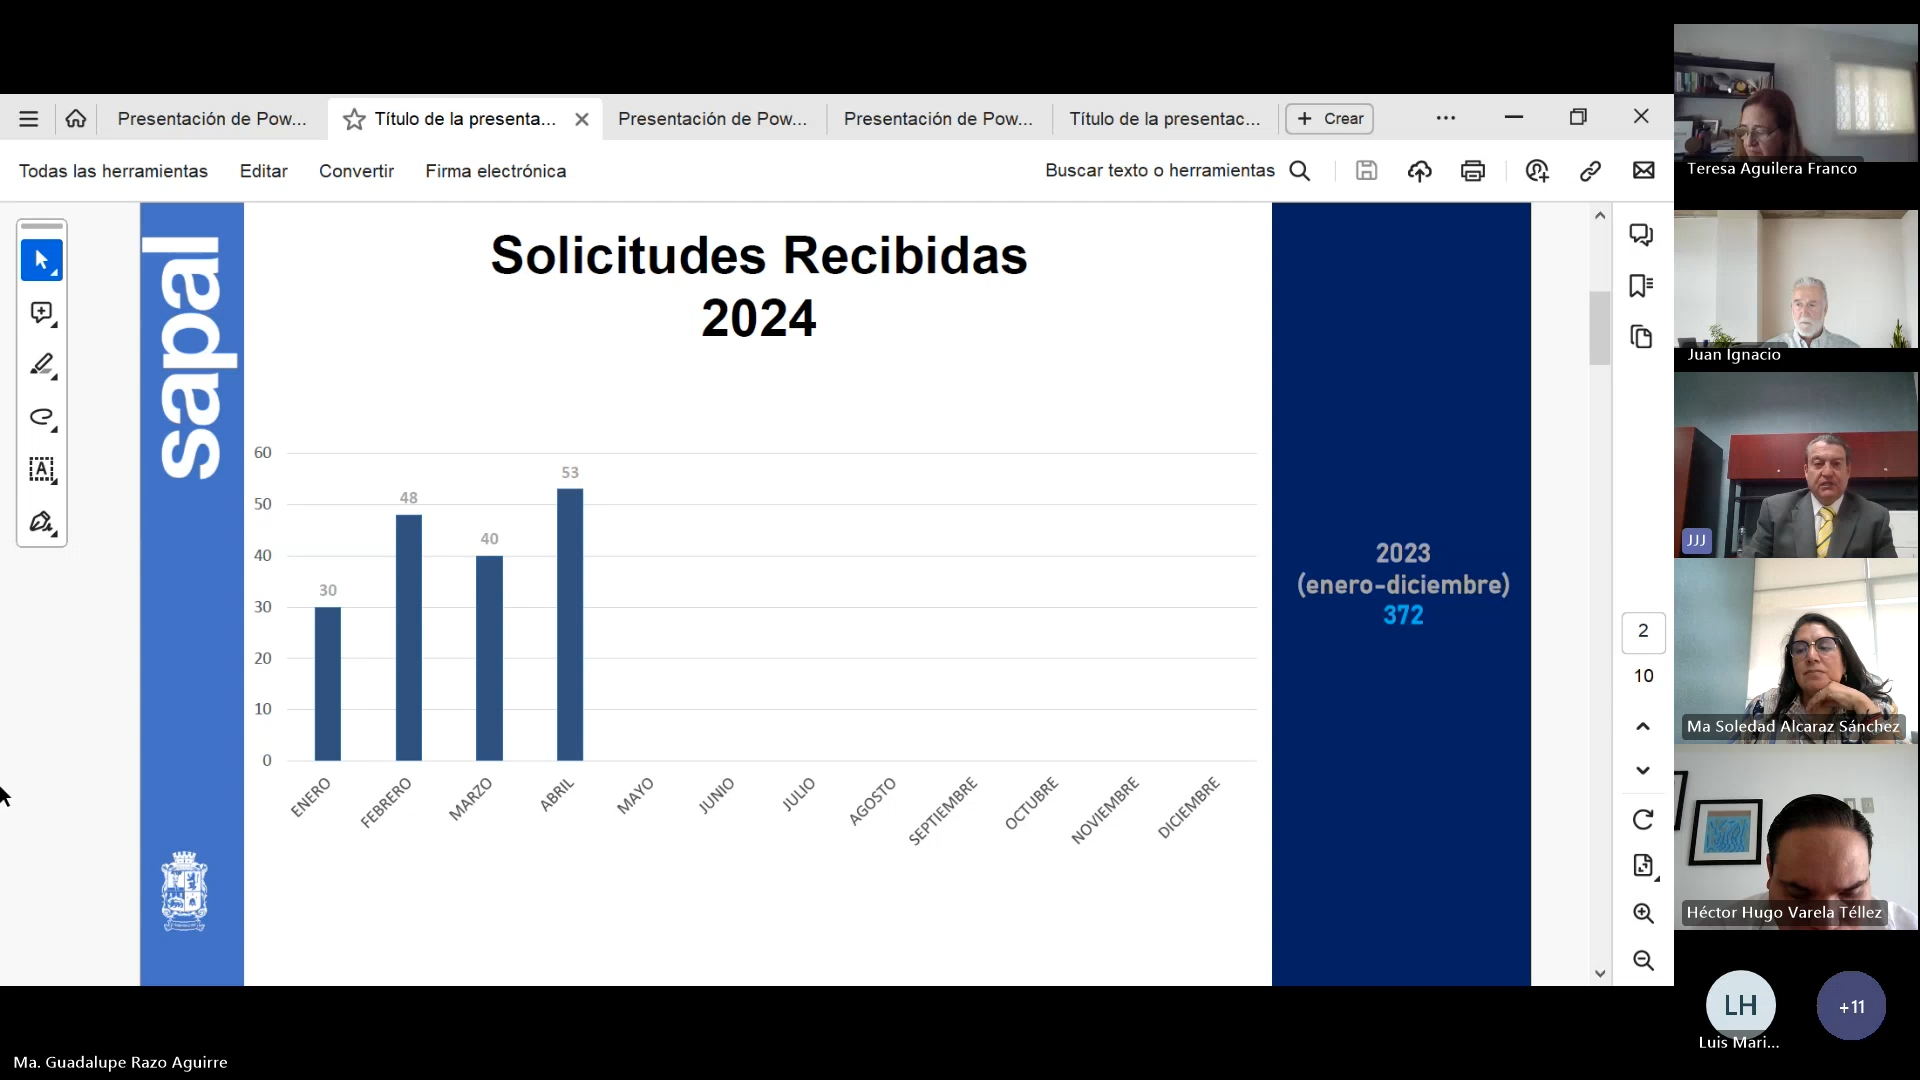 Presentación de Pow...
Título de la presenta...
Presentación de Pow...
Presentación de Pow...
Título de la presentac...
Crear
Todas las herramientas
Editar
Convertir
Firma electrónica
Buscar texto o herramientas
sapal
Solicitudes Recibidas
2024
60
50
40
30
20
10
0
30
48
40
53
ENERO
FEBRERO
MARZO
ABRIL
MAYO
JUNIO
JULIO
AGOSTO
SEPTIEMBRE
OCTUBRE
NOVIEMBRE
DICIEMBRE
2023
(enero-diciembre)
372
2
10
Teresa Aguilera Franco
Juan Ignacio
JJJ
Ma Soledad Alcaraz Sánchez
Héctor Hugo Varela Téllez
LH
Luis Mari...
+11
Ma. Guadalupe Razo Aguirre